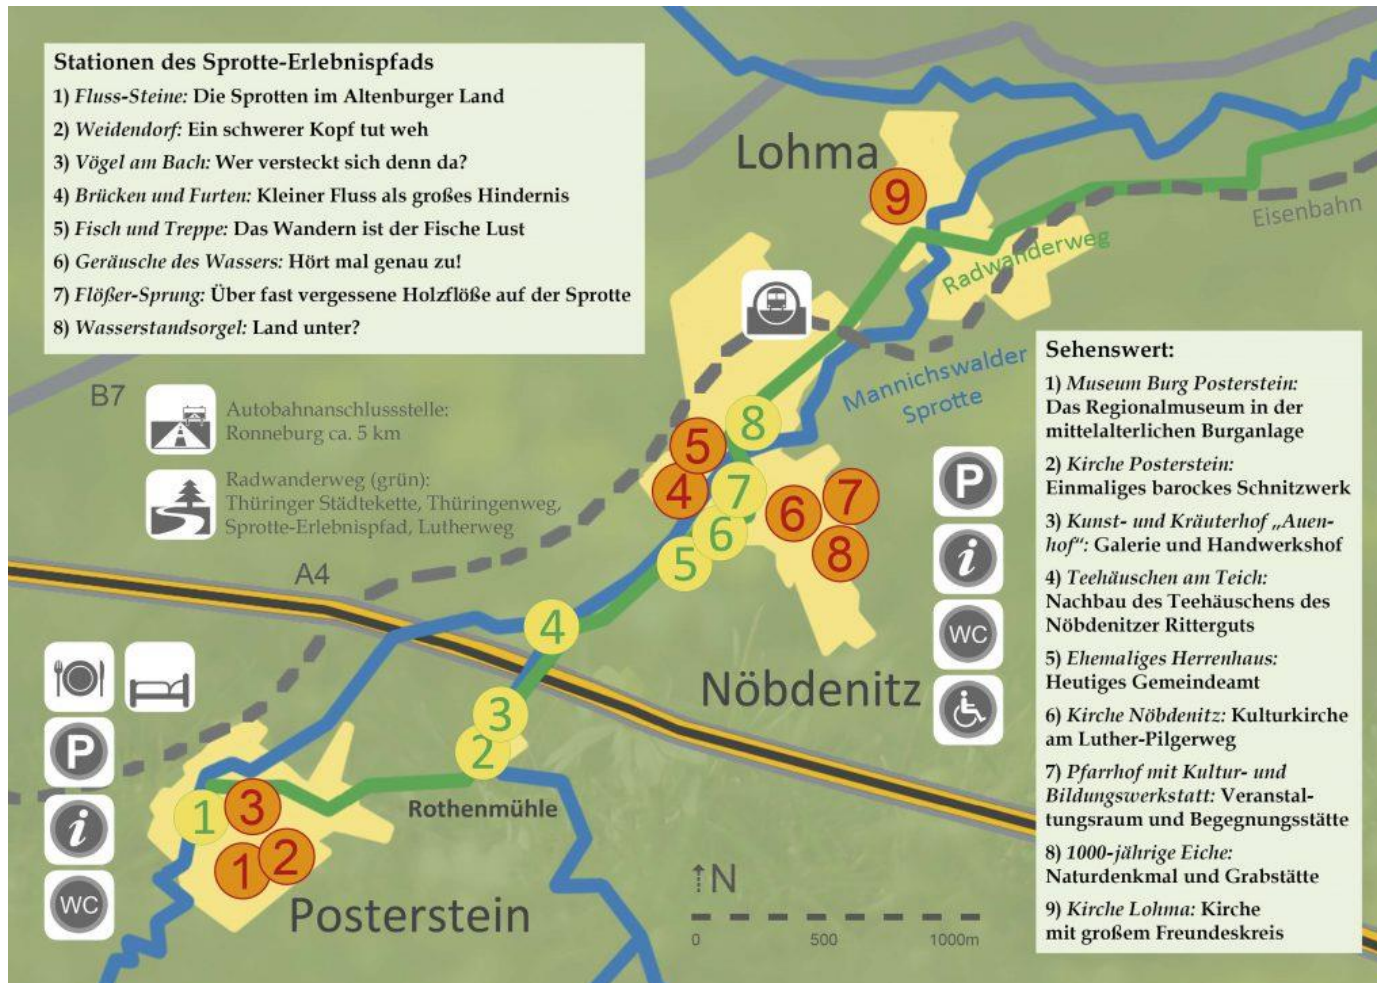 Stationen des Sprotte-Erlebnispfads
1) Fluss-Steine: Die Sprotten im Altenburger Land
2) Weidendorf: Ein schwerer Kopf tut weh
3) Vögel am Bach: Wer versteckt sich denn da?
4) Brücken und Furten: Kleiner Fluss als großes Hindernis
5) Fisch und Treppe: Das Wandern ist der Fische Lust
6) Geräusche des Wassers: Hört mal genau zu!
7) Flößer-Sprung: Über fast vergessene Holzflöße auf der Sprotte
8) Wasserstandsorgel: Land unter?
Lohma
9
Eisenbahn
Radwanderweg
Mannichswalder
Sprotte
B7
Autobahnanschlussstelle:
Ronneburg ca. 5 km
Radwanderweg (grün):
Thüringer Städtekette, Thüringenweg,
Sprotte-Erlebnispfad, Lutherweg
A4
8
5
4
7
6
7
6
8
5
4
3
2
Nöbdenitz
P
i
WC
P
i
WC
1
3
1
2
Rothenmühle
Posterstein
N
0 500 1000m
Sehenswert:
1) Museum Burg Posterstein:
Das Regionalmuseum in der
mittelalterlichen Burganlage
2) Kirche Posterstein:
Einmaliges barockes Schnitzwerk
3) Kunst- und Kräuterhof „Auen-
hof“: Galerie und Handwerkshof
4) Teehäuschen am Teich:
Nachbau des Teehäuschens des
Nöbdenitzer Ritterguts
5) Ehemaliges Herrenhaus:
Heutiges Gemeindeamt
6) Kirche Nöbdenitz: Kulturkirche
am Luther-Pilgerweg
7) Pfarrhof mit Kultur- und
Bildungswerkstatt: Veranstal-
tungsraum und Begegnungsstätte
8) 1000-jährige Eiche:
Naturdenkmal und Grabstätte
9) Kirche Lohma: Kirche
mit großem Freundeskreis